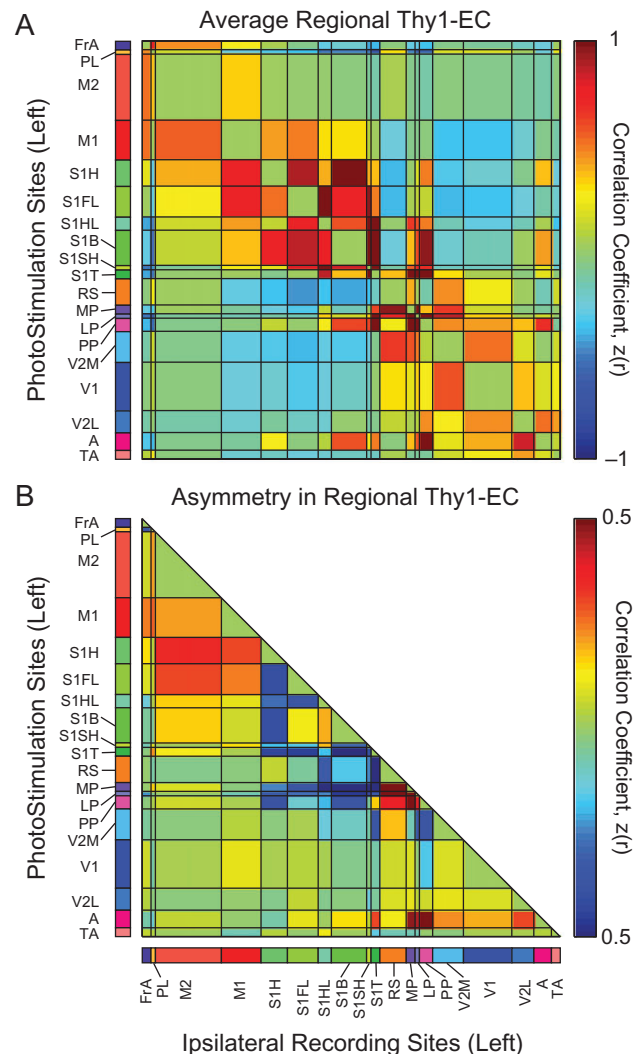 A
Average Regional Thy1-EC
PhotoStimulation Sites (Left)
FrA
PL
M2
M1
S1H
S1FL
S1HL
S1B
S1SH
S1T
RS
MP
LP
PP
V2M
V1
V2L
A
TA
1
Correlation Coefficient, z(r)
–1
B
Asymmetry in Regional Thy1-EC
PhotoStimulation Sites (Left)
FrA
PL
M2
M1
S1H
S1FL
S1HL
S1B
S1SH
S1T
RS
MP
LP
PP
V2M
V1
V2L
A
TA
0.5
Correlation Coefficient, z(r)
0.5
FrA PL M2 M1 S1H S1FL S1HL S1B S1SH S1T RS MP LP PP V2M V1 V2L A TA
Ipsilateral Recording Sites (Left)